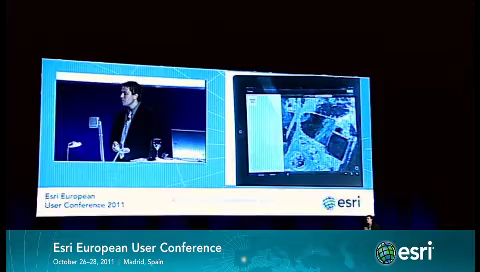 Esri European
User Conference 2011
esri
Esri European User Conference
October 26–28, 2011 | Madrid, Spain
esri